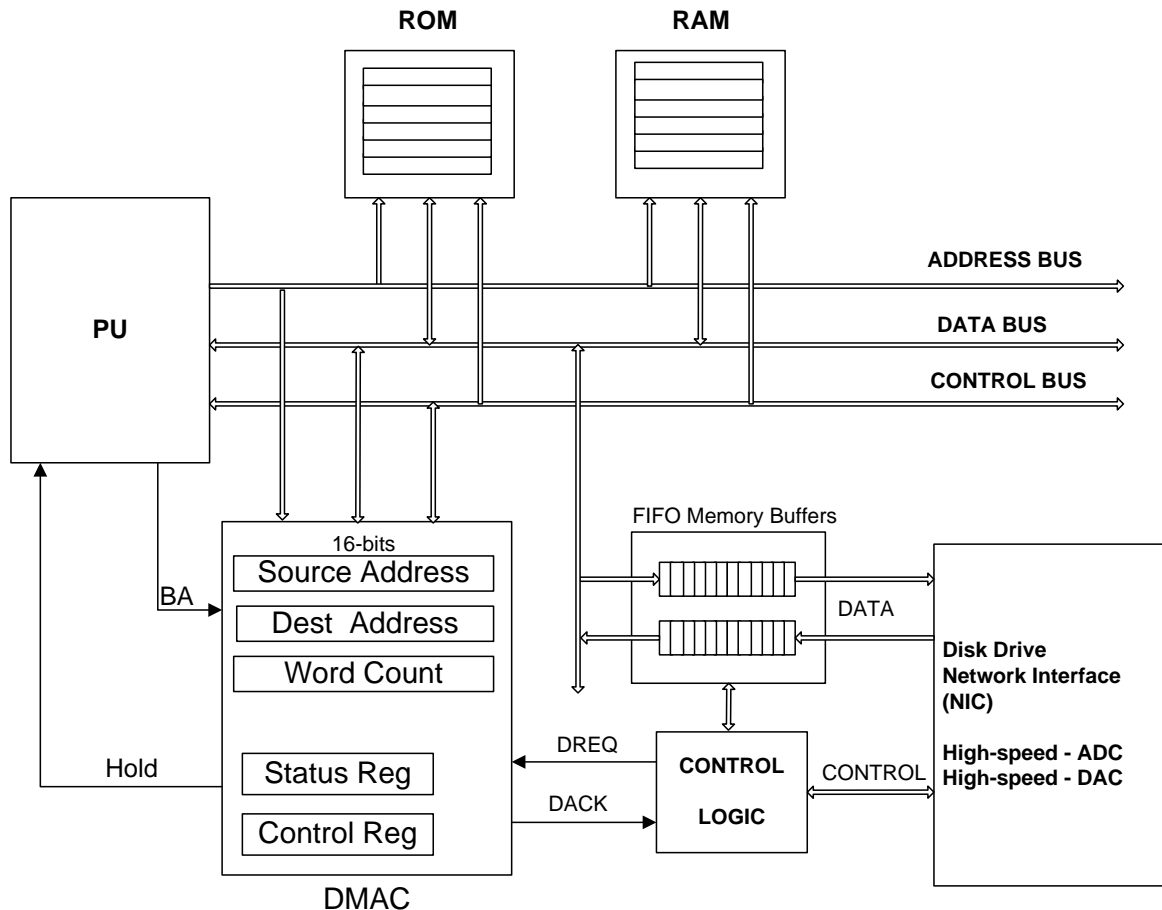 ROM
RAM
ADDRESS BUS
PU
DATA BUS
CONTROL BUS
FIFO Memory Buffers
16-bits
Source Address
BA
Dest Address
DATA
Word Count
Disk Drive
Network Interface
(NIC)
DREQ
High-speed - ADC
High-speed - DAC
Hold
Status Reg
CONTROL
LOGIC
CONTROL
DACK
Control Reg
DMAC